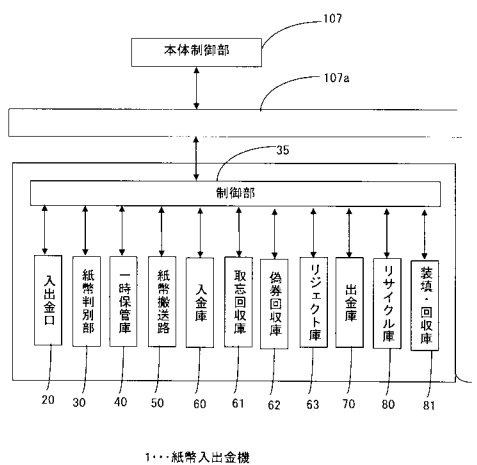 107
本体制御部
107a
35
制御部
入出金口
紙幣判別部
一時保管庫
紙幣搬送路
入金庫
取忘回収庫
偽券回収庫
リジェクト庫
出金庫
リサイクル庫
装填・回収庫
20 30 40 50 60 61 62 63 70 80 81
1・・・紙幣入出金機